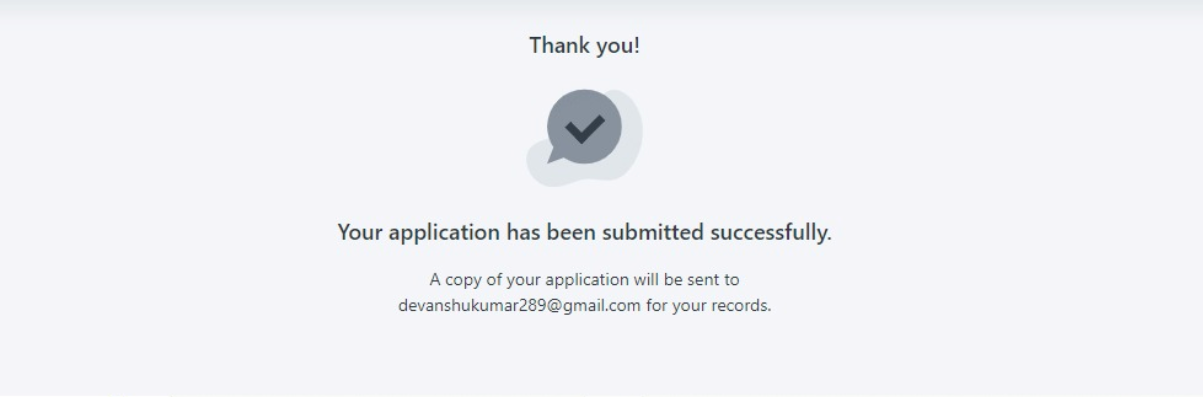 Thank you!
Your application has been submitted successfully.
A copy of your application will be sent to
devanshukumar289@gmail.com for your records.